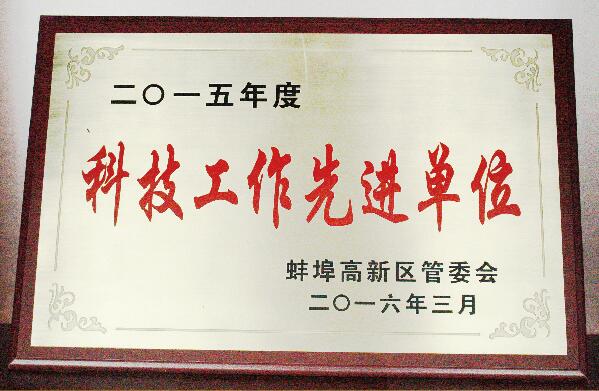 二〇一五年度
科技工作先进单位
蚌埠高新区管委会
二〇一六年三月